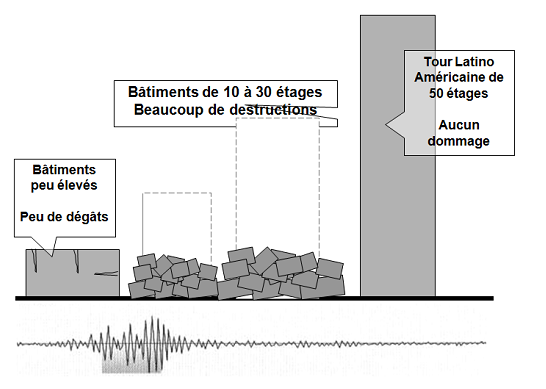 Bâtiments de 10 à 30 étages
Beaucoup de destructions
Tour Latino
Américaine de
50 étages
Aucun
dommage
Bâtiments
peu élevés
Peu de dégâts